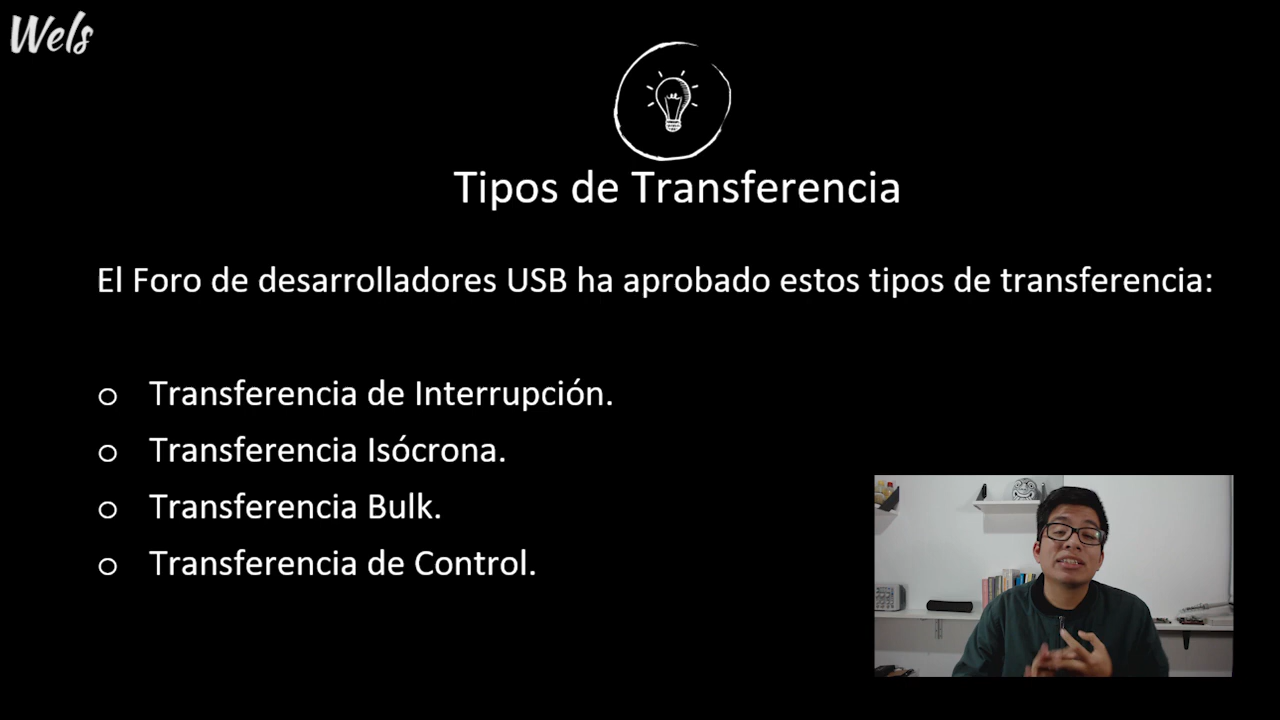 Wels
Tipos de Transferencia
El Foro de desarrolladores USB ha aprobado estos tipos de transferencia:
o Transferencia de Interrupción.
o Transferencia Isócrona.
o Transferencia Bulk.
o Transferencia de Control.